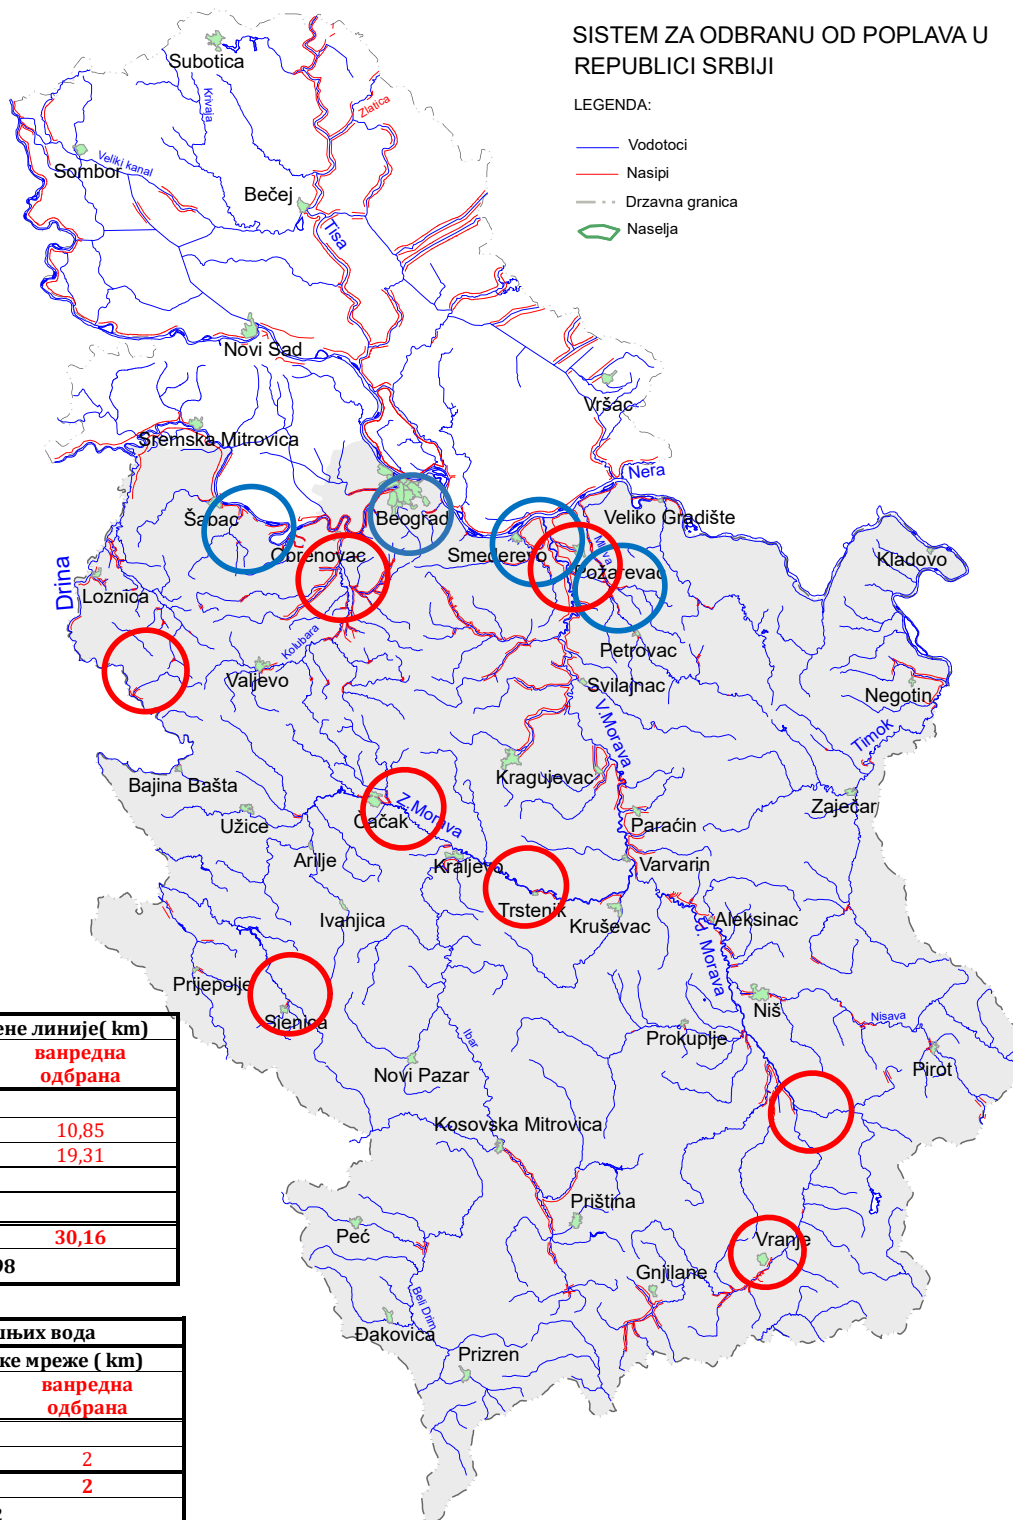 SISTEM ZA ODBRANU OD POPLAVA U
REPUBLICI SRBIJI
LEGENDA:
Vodotoci
Nasipi
Drzavna granica
Naselja
Subotica
Krivaja
Zlatica
Sombor
Veliki kanal
Bečej
Tisa
Novi Sad
Vršac
Sremska Mitrovica
Nera
Šabac
Beograd
Veliko Gradište
Obrenovac
Smederevo
Mlava
Kladovo
Drina
Loznica
Požarevac
Kolubara
Petrovac
Valjevo
Svilajnac
Negotin
V.Morava
Timok
Bajina Bašta
Kragujevac
Zaječar
Užice
Čačak
Z.Morava
Paraćin
Arilje
Kraljevo
Varvarin
Ivanjica
Trstenik
Kruševac
Aleksinac
J. Morava
Prijepolje
Sjenica
Niš
Nisava
Ibar
Prokuplje
Pirot
Novi Pazar
Kosovska Mitrovica
Priština
Peć
Vranje
Gnjilane
Beli Drim
Đakovica
Prizren
ене линије( km)
ванредна
одбрана
10,85
19,31
30,16
98
шњих вода
ке мреже ( km)
ванредна
одбрана
2
2